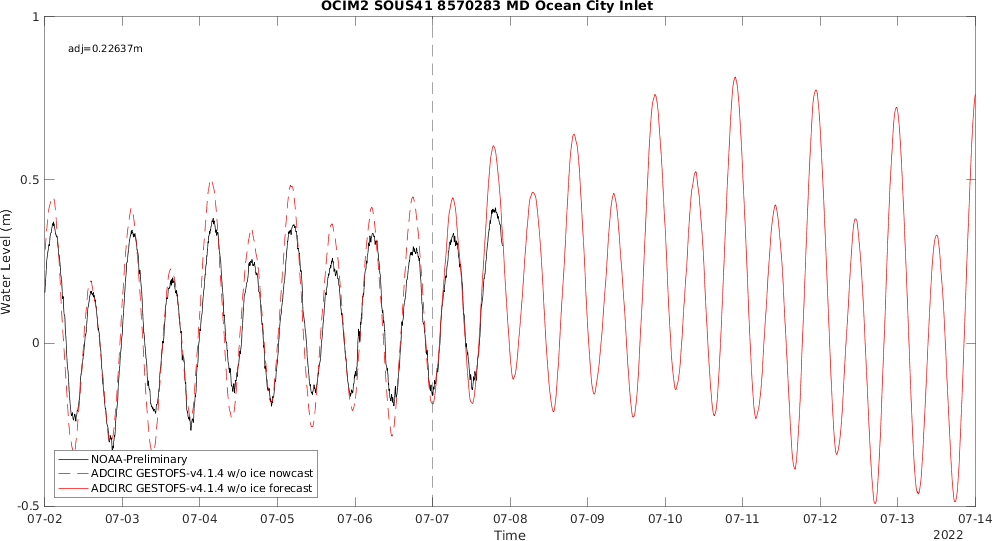 OCIM2 SOUS41 8570283 MD Ocean City Inlet
adj=0.22637m
1
0.5
0
-0.5
Water Level (m)
NOAA-Preliminary
ADCIRC GESTOFS-v4.1.4 w/o ice nowcast
ADCIRC GESTOFS-v4.1.4 w/o ice forecast
07-02 07-03 07-04 07-05 07-06 07-07 07-08 07-09 07-10 07-11 07-12 07-13 07-14
Time
2022